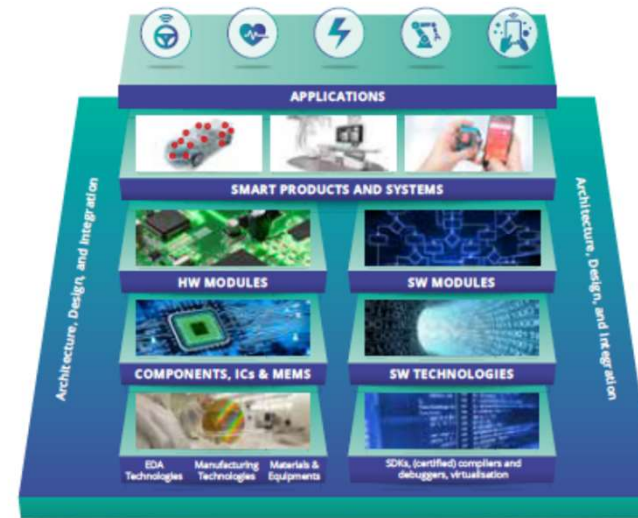 APPLICATIONS
SMART PRODUCTS AND SYSTEMS
Architecture, Design, and Integration
Architecture, Design, and Integration
HW MODULES
SW MODULES
COMPONENTS, ICs & MEMS
SW TECHNOLOGIES
EDA
Technologies
Manufacturing
Technologies
Materials &
Equipments
SDKs, (certified) compilers and
debuggers, virtualisation